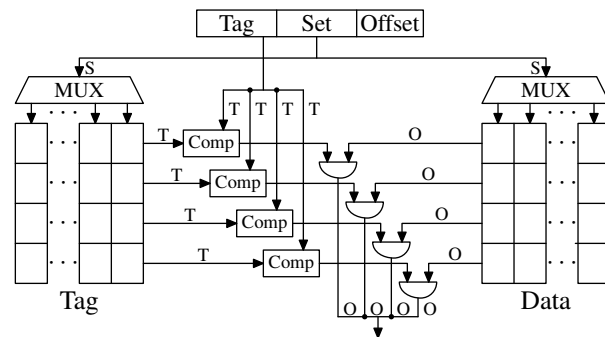 Tag Set Offset
S S
MUX MUX
· · · · · ·
T T T T
T Comp O
· · · · · ·
T Comp O
· · · · · ·
T Comp O
· · · · · ·
T Comp O
· · · · · ·
Tag O O O O Data